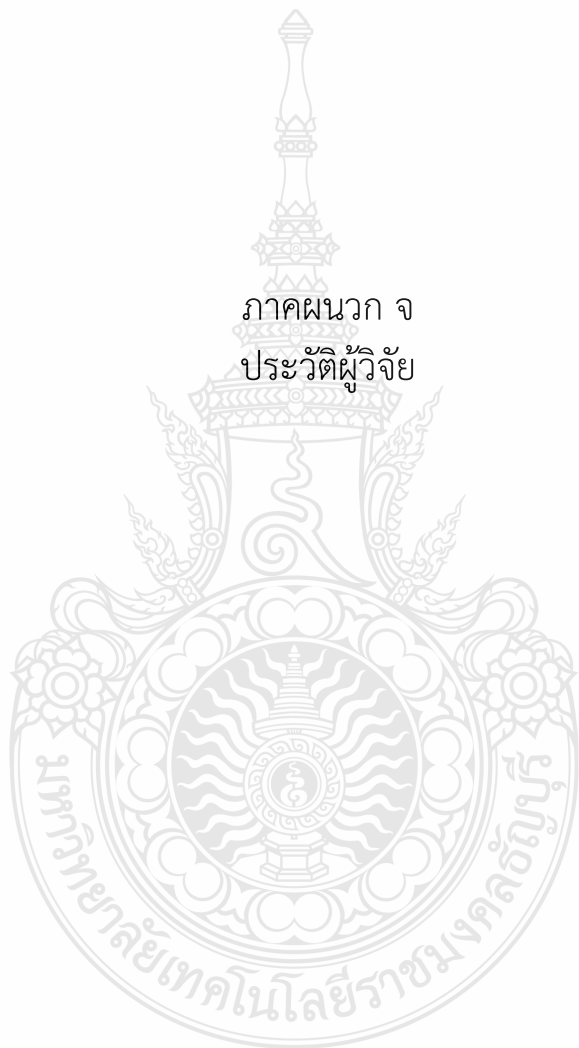 ภาคผนวก จ
ประวัติผู้วิจัย
มหาวิทยาลัยเทคโนโลยีราชมงคลธัญบุรี